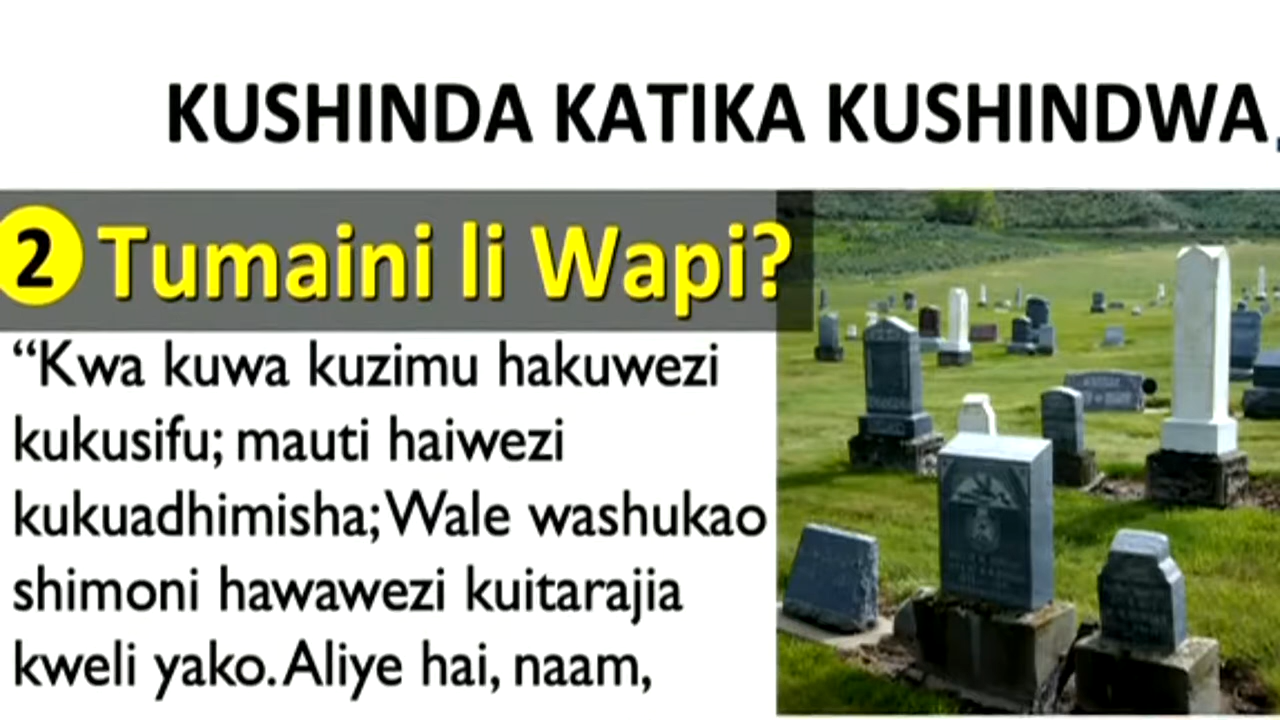 KUSHINDA KATIKA KUSHINDWA
2 Tumaini li Wapi?
“Kwa kuwa kuzimu hakuwezi
kukusifu; mauti haiwezi
kukuadhimisha; Wale washukao
shimoni hawawezi kuitarajia
kweli yako. Aliye hai, naam,